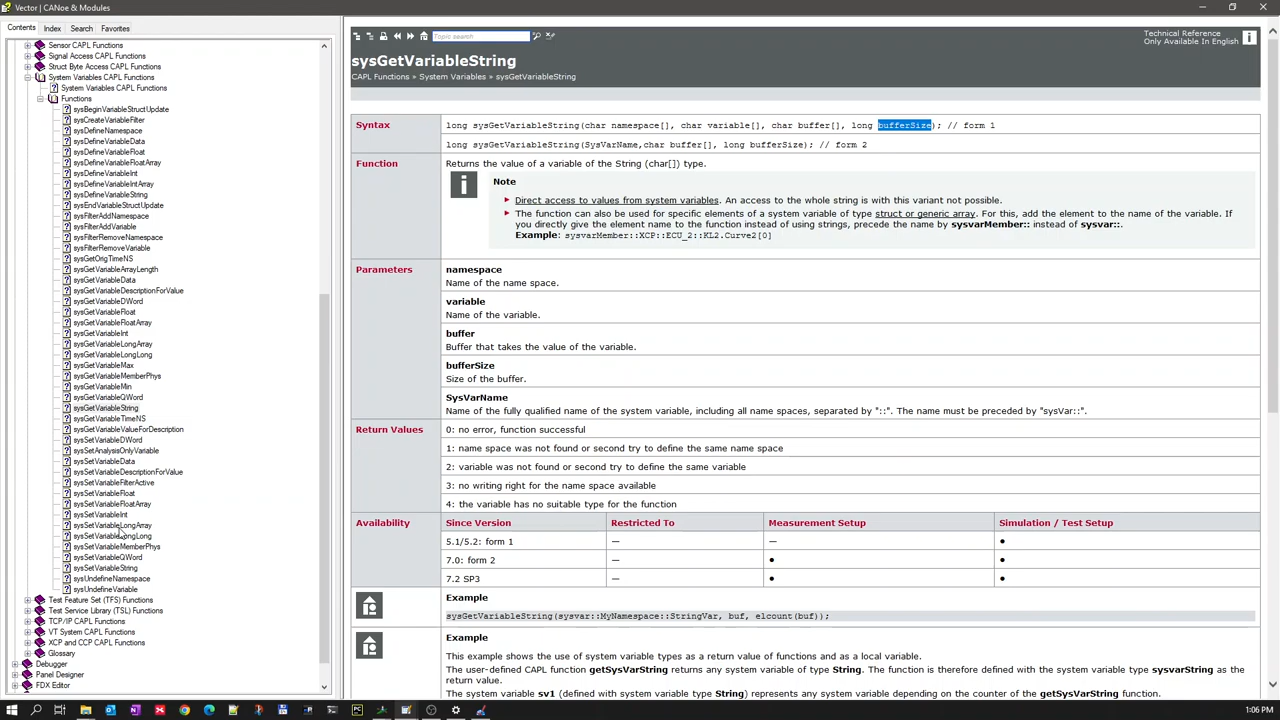 Vector | CANoe & Modules
Contents
Index
Search
Favorites
Sensor CAPL Functions
Signal Access CAPL Functions
Struct Byte Access CAPL Functions
System Variables CAPL Functions
System Variables CAPL Functions
Functions
sysBeginVariableStructUpdate
sysCreateVariableFilter
sysDefineNamespace
sysDefineVariableData
sysDefineVariableFloat
sysDefineVariableFloatArray
sysDefineVariableInt
sysDefineVariableIntArray
sysDefineVariableString
sysEndVariableStructUpdate
sysFilterAddNamespace
sysFilterAddVariable
sysFilterRemoveNamespace
sysFilterRemoveVariable
sysGetOrigTimeNS
sysGetVariableArrayLength
sysGetVariableData
sysGetVariableDescriptionForValue
sysGetVariableDWord
sysGetVariableFloat
sysGetVariableFloatArray
sysGetVariableInt
sysGetVariableLongArray
sysGetVariableLongLong
sysGetVariableMax
sysGetVariableMemberPhys
sysGetVariableMin
sysGetVariableQWord
sysGetVariableString
sysGetVariableTimeNS
sysGetVariableValueForDescription
sysSetVariableDWord
sysSetAnalysisOnlyVariable
sysSetVariableData
sysSetVariableDescriptionForValue
sysSetVariableFilterActive
sysSetVariableFloat
sysSetVariableFloatArray
sysSetVariableInt
sysSetVariableLongArray
sysSetVariableLongLong
sysSetVariableMemberPhys
sysSetVariableQWord
sysSetVariableString
sysUndefineNamespace
sysUndefineVariable
Test Feature Set (TFS) Functions
Test Service Library (TSL) Functions
TCP/IP CAPL Functions
VT System CAPL Functions
XCP and CCP CAPL Functions
Glossary
Debugger
Panel Designer
FDX Editor
Topic search
Technical Reference
Only Available In English
sysGetVariableString
CAPL Functions » System Variables » sysGetVariableString
Syntax
long sysGetVariableString(char namespace[], char variable[], char buffer[], long bufferSize); // form 1
long sysGetVariableString(SysVarName,char buffer[], long bufferSize); // form 2
Function
Returns the value of a variable of the String (char[]) type.
Note
Direct access to values from system variables. An access to the whole string is with this variant not possible.
The function can also be used for specific elements of a system variable of type struct or generic array. For this, add the element to the name of the variable. If
you directly give the element name to the function instead of using strings, precede the name by sysvarMember:: instead of sysvar::.
Example: sysvarMember::XCP::ECU_2::KL2.Curve2[0]
Parameters
namespace
Name of the name space.
variable
Name of the variable.
buffer
Buffer that takes the value of the variable.
bufferSize
Size of the buffer.
SysVarName
Name of the fully qualified name of the system variable, including all name spaces, separated by "::". The name must be preceded by "sysVar::".
Return Values
0: no error, function successful
1: name space was not found or second try to define the same name space
2: variable was not found or second try to define the same variable
3: no writing right for the name space available
4: the variable has no suitable type for the function
Availability
Since Version
Restricted To
Measurement Setup
Simulation / Test Setup
5.1/5.2: form 1 — — ●
7.0: form 2 — ● ●
7.2 SP3 — ● ●
Example
sysGetVariableString(sysvar::MyNamespace::StringVar, buf, elcount(buf));
Example
This example shows the use of system variable types as a return value of functions and as a local variable.
The user-defined CAPL function getSysVarString returns any system variable of type String. The function is therefore defined with the system variable type sysvarString as the
return value.
The system variable sv1 (defined with system variable type String) represents any system variable depending on the counter of the getSysVarString function.
1:06 PM